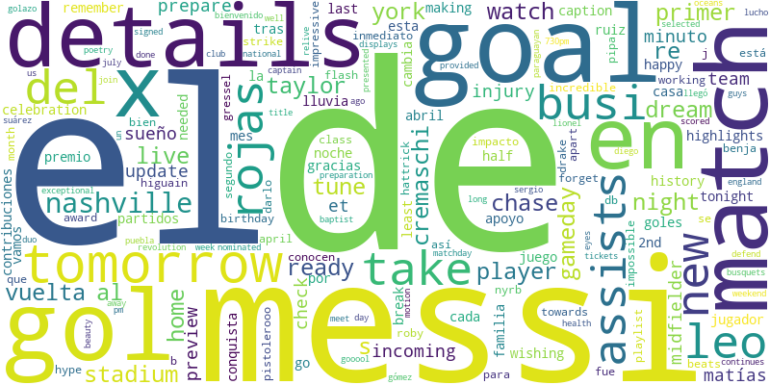 details
goal
match
el
de
en
messi
gol
tomorrow
take
x
del
rojas
busi
assists
leo
new
nashville
ready
vuelta
al
stadium
home
live
taylor
york
watch
primer
prepare
remember
making
caption
last
tras
esta
ruiz
minuto
re
j
está
golazo
bienvenido
well
relive
strike
impressive
inmediato
displays
pipa
cambia
us
poetry
signed
done
club
national
july
captain
la
flash
presented
provided
paraguayan
730pm
oceans
selected
lucho
llegó
guys
happy
working
casa
team
dream
scored
highlights
benja
diego
england
history
tonight
night
db
goles
se
2nd
impossible
defend
busquets
weekend
eyes
tickets
playlist
midfielder
jugador
matías
beats
continues
fue
injury
incredible
lionel
impacto
half
apart
drake
forget
sergio
long
chase
apoyo
gameday
juego
player
nyrb
towards
health
familia
wishing
cada
para
roby
gómez
incoming
s
break
motion
check
por
go
meet
day
goool
pistolerooo
conquista
preview
b
que
hype
beauty
pm
away
duo
puebla
revolution
week
nominated
conocen
april
baptist
birthday
award
higuain
exceptional
suárez
month
contribuciones
vamos
partidos
update
premio
sueño
celebration
join
bien
needed
§
lluvia
ago
gressel
title
mes
segundo
darlo
class
noche
preparation
gracias
tune
et
abril
hattrick
least
cremaschi
así
matchday